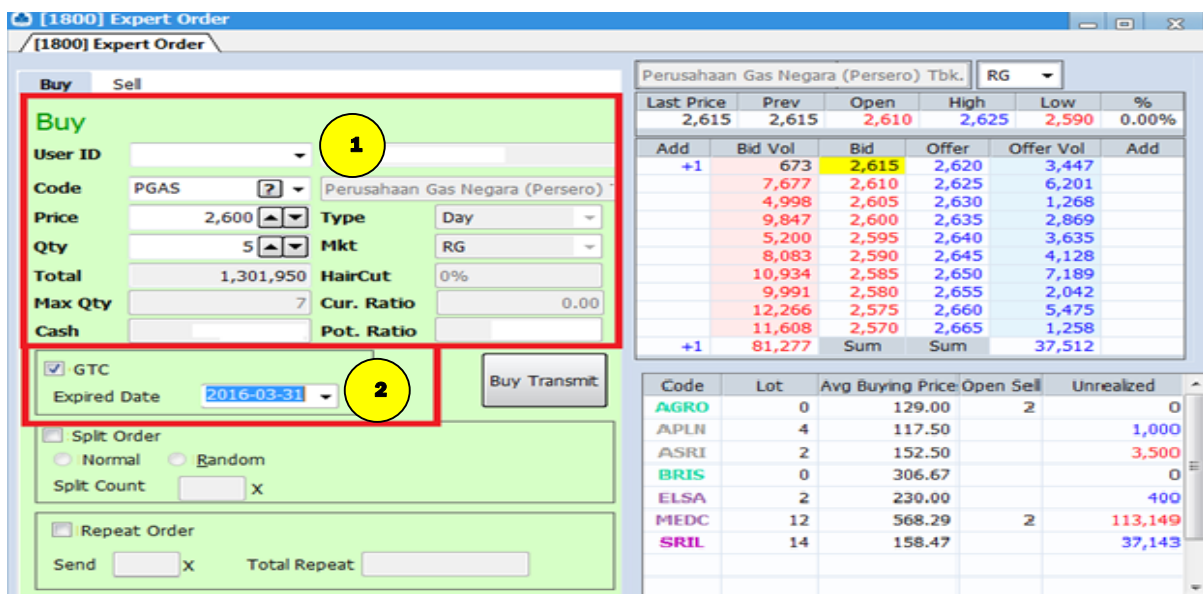 [1800] Expert Order
[1800] Expert Order
Buy Sell
Buy
1
User ID
Code PGAS ? Perusahaan Gas Negara (Persero)
Price 2,600 Type Day
Qty 5 Mkt RG
Total 1,301,950 HairCut 0%
Max Qty 7 Cur. Ratio 0.00
Cash Pot. Ratio
GTC
Expired Date 2016-03-31
2
Buy Transmit
Split Order
Normal Random
Split Count X
Repeat Order
Send X Total Repeat
Perusahaan Gas Negara (Persero) Tbk. RG
Last Price Prev Open High Low %
2,615 2,615 2,610 2,625 2,590 0.00%
Add Bid Vol Bid Offer Offer Vol Add
+1 673 2,615 2,620 3,447
7,677 2,610 2,625 6,201
4,998 2,605 2,630 1,268
9,847 2,600 2,635 2,869
5,200 2,595 2,640 3,635
8,083 2,590 2,645 4,128
10,934 2,585 2,650 7,189
9,991 2,580 2,655 2,042
12,266 2,575 2,660 5,475
11,608 2,570 2,665 1,258
+1 81,277 Sum Sum 37,512
Code Lot Avg Buying Price Open Sell Unrealized
AGRO 0 129.00 2 0
APLN 4 117.50 1,000
ASRI 2 152.50 3,500
BRIS 0 306.67 0
ELSA 2 230.00 400
MEDC 12 568.29 2 113,149
SRIL 14 158.47 37,143